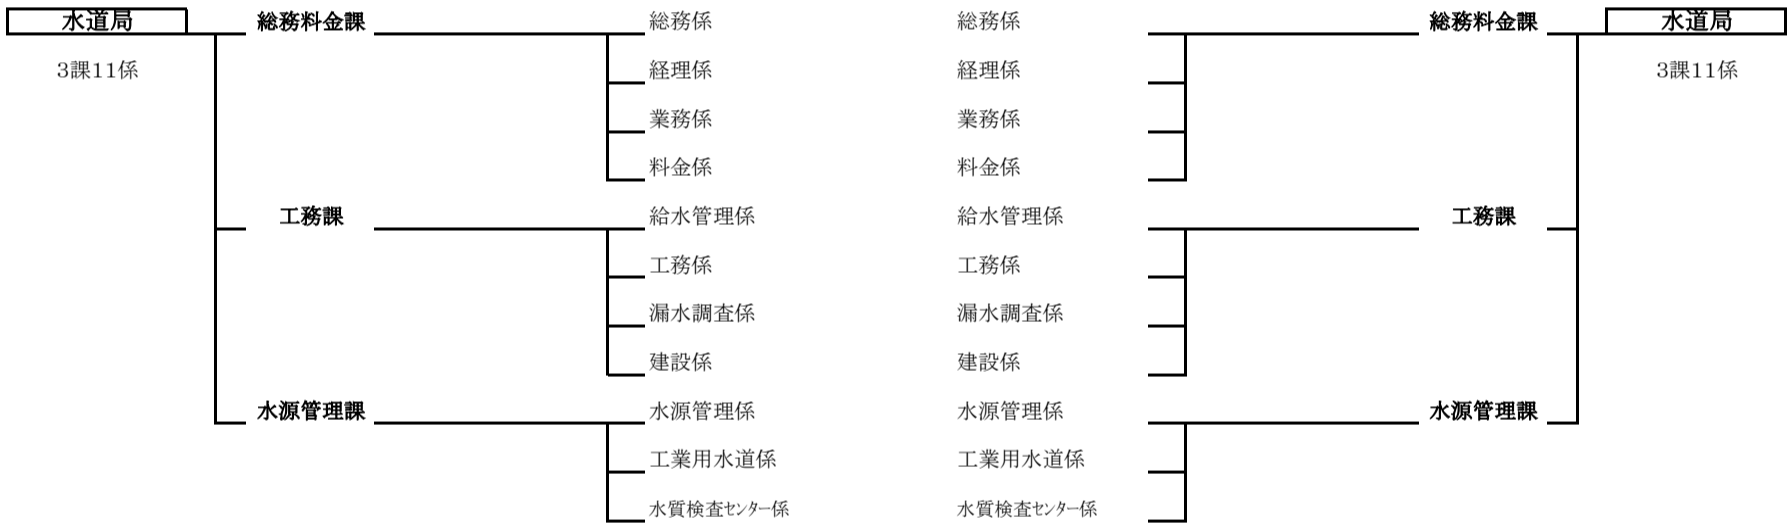 水道局 総務料金課 総務係 総務係 総務料金課 水道局
3課11係 経理係 経理係 3課11係
業務係 業務係
料金係 料金係
工務課 給水管理係 給水管理係 工務課
工務係 工務係
漏水調査係 漏水調査係
建設係 建設係
水源管理課 水源管理係 水源管理係 水源管理課
工業用水道係 工業用水道係
水質検査ｾﾝﾀｰ係 水質検査ｾﾝﾀｰ係